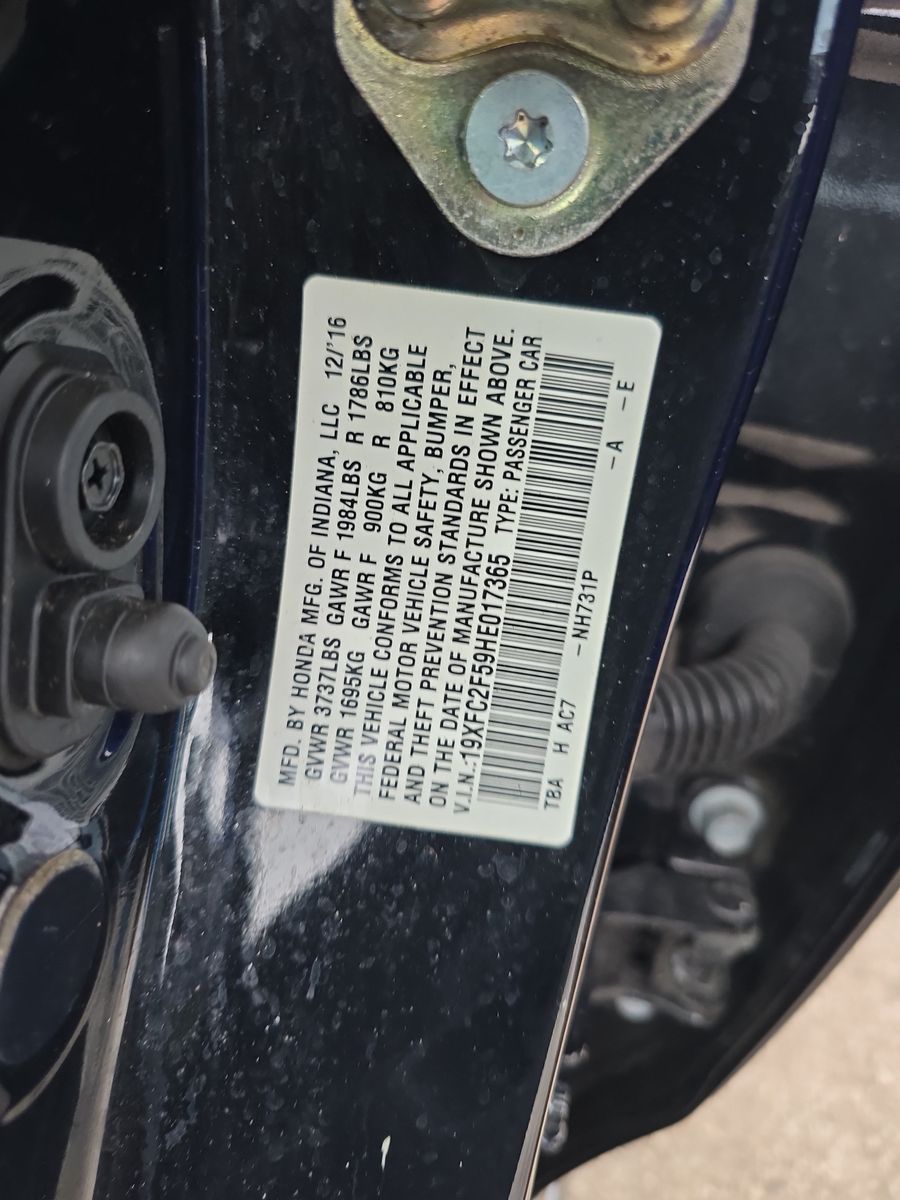 MFD. BY HONDA MFG. OF INDIANA, LLC 12/'16
GVWR 3737LBS GAWR F 1984LBS R 1786LBS
GVWR 1695KG GAWR F 900KG R 810KG
THIS VEHICLE CONFORMS TO ALL APPLICABLE
FEDERAL MOTOR VEHICLE SAFETY, BUMPER,
AND THEFT PREVENTION STANDARDS IN EFFECT
ON THE DATE OF MANUFACTURE SHOWN ABOVE.
V.I.N.:19XFC2F59HE017365 TYPE: PASSENGER CAR
TBA H AC7 -NH731P -A -E